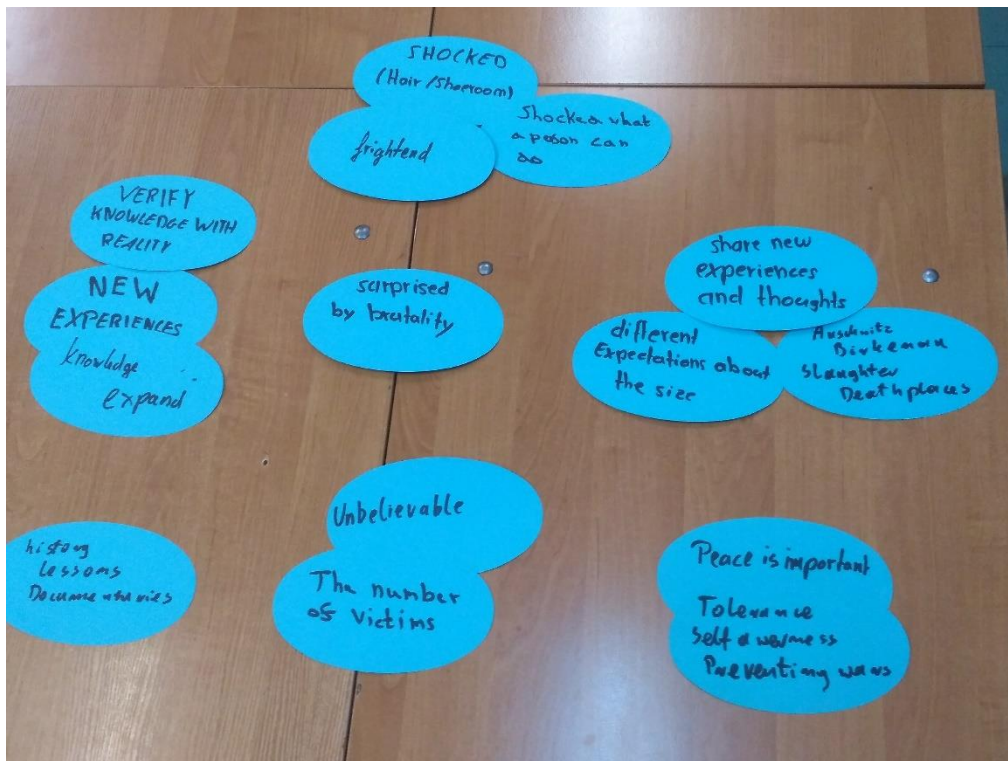 SHOCKED
(Hair/Shoeroom)
Shocked what
a person can
do
frightend
VERIFY
KNOWLEDGE WITH
REALITY
NEW
EXPERIENCES
knowledge
expand
surprised
by brutality
share new
experiences
and thoughts
different
Expectations about
the size
Auschwitz
Birkenau
Slaughter
Deathplaces
history
lessons
Documentaries
Unbelievable
The number
of victims
Peace is important
Tolerance
Self awerness
Preventing wars